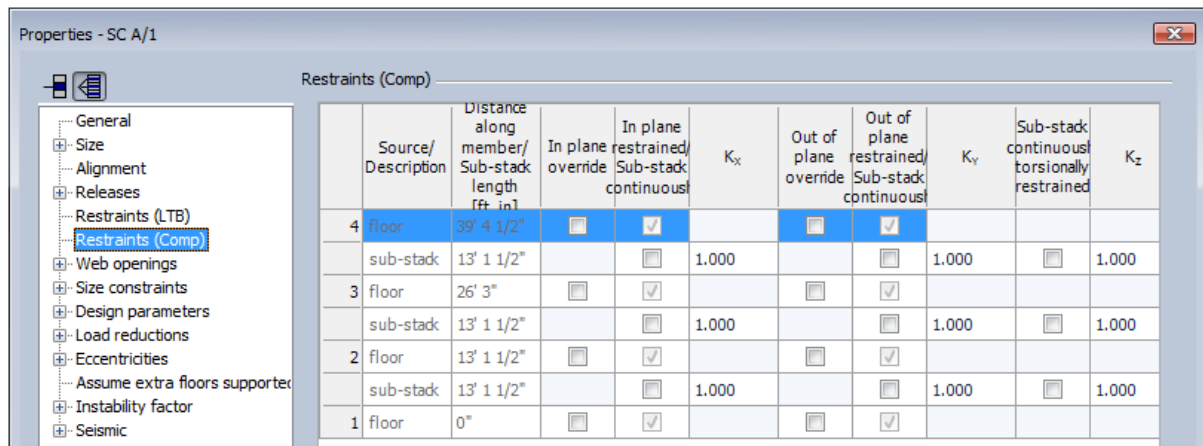 Properties - SC A/1
Restraints (Comp)
General
Size
Alignment
Releases
Restraints (LTB)
Restraints (Comp)
Web openings
Size constraints
Design parameters
Load reductions
Eccentricities
Assume extra floors supported
Instability factor
Seismic
Source/
Description
Distance
along
member/
Sub-stack
length
[ft, in]
In plane
override
In plane
restrained/
Sub-stack
continuousl
Kx
Out of
plane
override
Out of
plane
restrained/
Sub-stack
continuousl
KY
Sub-stack
continuousl
torsionally
restrained
Kz
4 floor 39' 4 1/2"
sub-stack 13' 1 1/2" 1.000 1.000 1.000
3 floor 26' 3"
sub-stack 13' 1 1/2" 1.000 1.000 1.000
2 floor 13' 1 1/2"
sub-stack 13' 1 1/2" 1.000 1.000 1.000
1 floor 0"